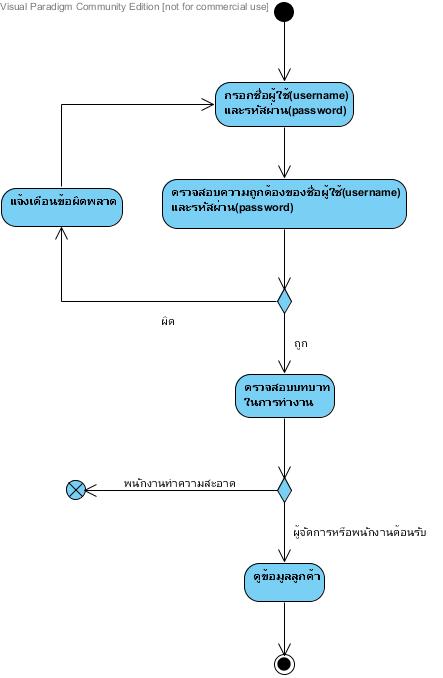 Visual Paradigm Community Edition [not for commercial use]
กรอกชื่อผู้ใช้(username)
และรหัสผ่าน(password)
แจ้งเตือนข้อผิดพลาด
ตรวจสอบความถูกต้องของชื่อผู้ใช้(username)
และรหัสผ่าน(password)
ผิด
ถูก
ตรวจสอบบทบาท
ในการทำงาน
พนักงานทำความสะอาด
ผู้จัดการหรือพนักงานต้อนรับ
ดูข้อมูลลูกค้า